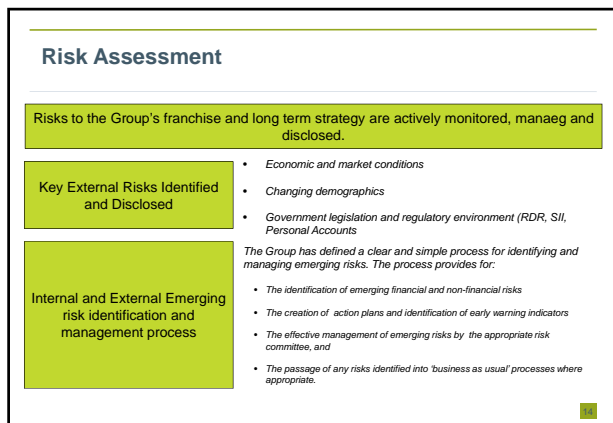 Risk Assessment
Risks to the Group's franchise and long term strategy are actively monitored, manaeg and
disclosed.
Key External Risks Identified
and Disclosed
• Economic and market conditions
• Changing demographics
• Government legislation and regulatory environment (RDR, SII,
Personal Accounts
Internal and External Emerging
risk identification and
management process
The Group has defined a clear and simple process for identifying and
managing emerging risks. The process provides for:
• The identification of emerging financial and non-financial risks
• The creation of action plans and identification of early warning indicators
• The effective management of emerging risks by the appropriate risk
committee, and
• The passage of any risks identified into 'business as usual' processes where
appropriate.
14